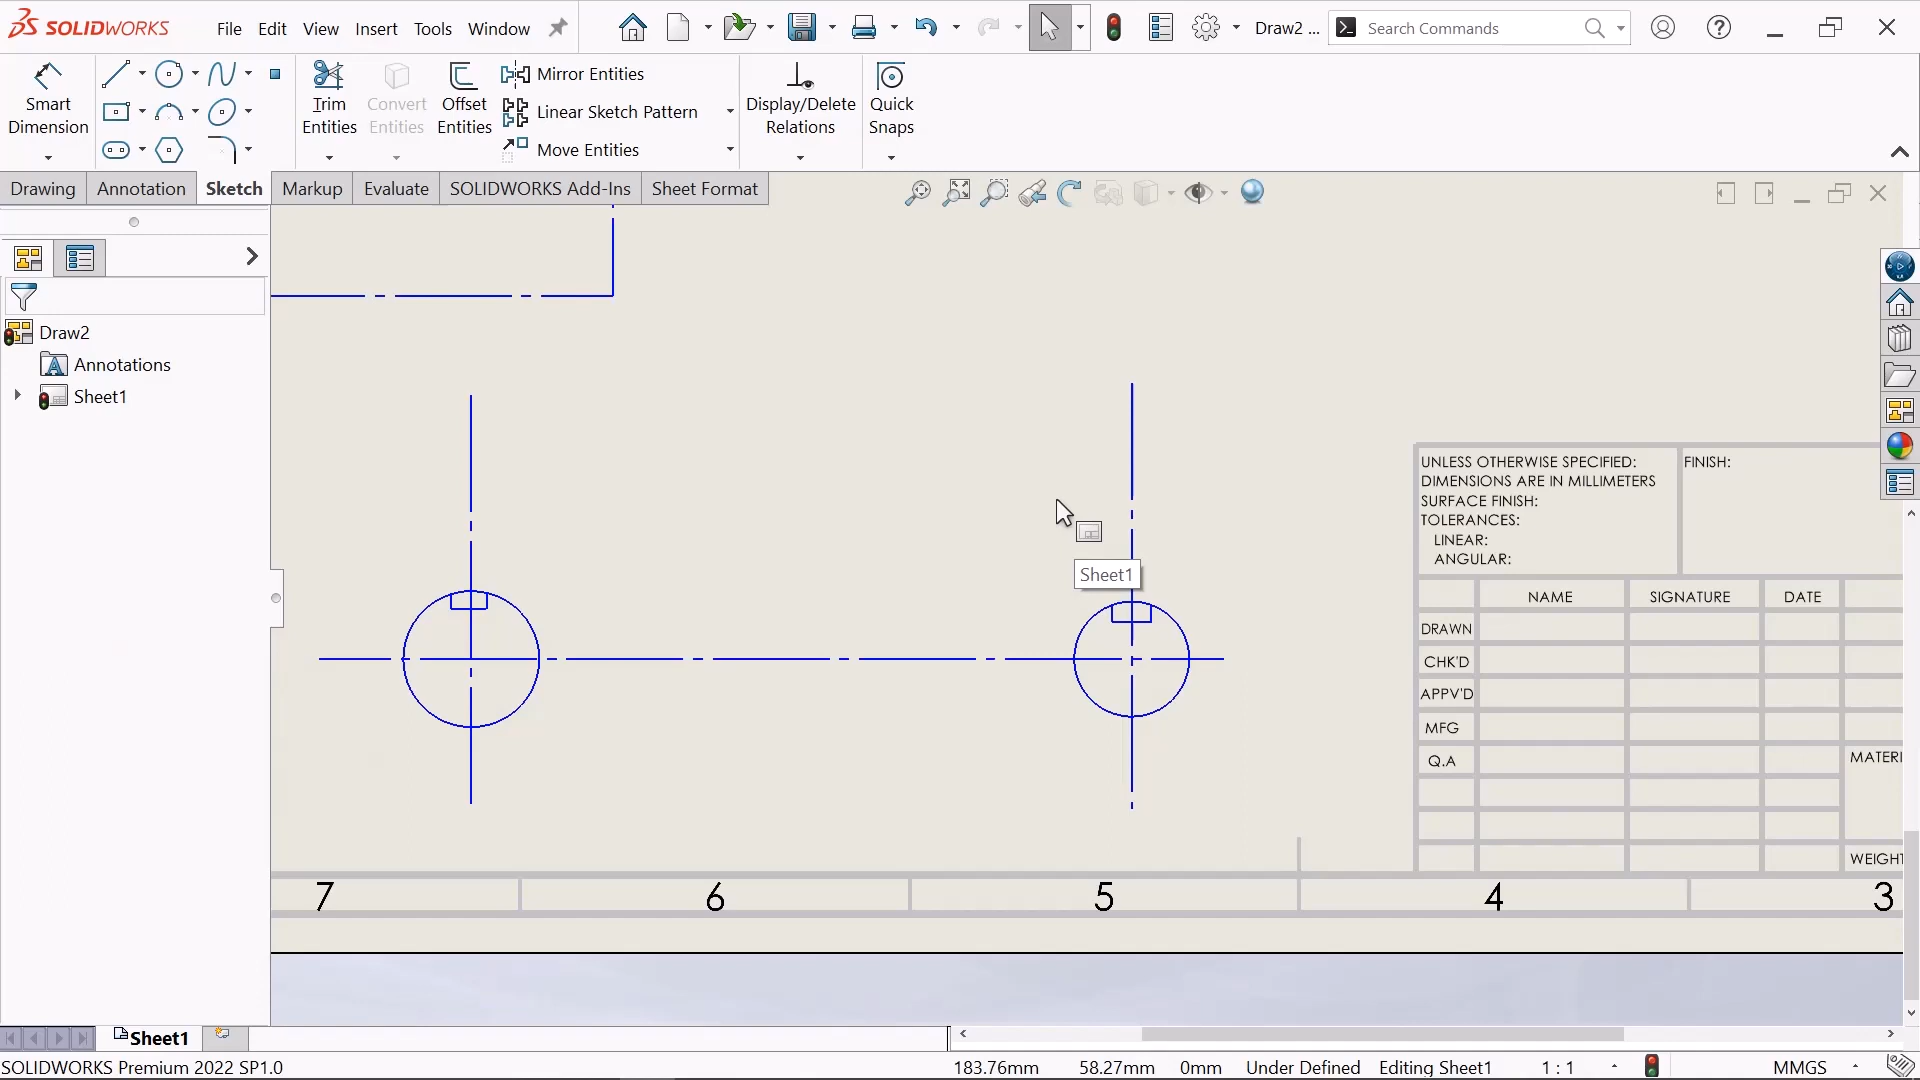 SOLIDWORKS File Edit View Insert Tools Window Draw2 ... Search Commands
Smart Dimension
Trim Entities
Convert Entities
Offset Entities
Mirror Entities
Linear Sketch Pattern
Move Entities
Display/Delete Relations
Quick Snaps
Drawing Annotation Sketch Markup Evaluate SOLIDWORKS Add-Ins Sheet Format
Draw2
Annotations
Sheet1
Sheet1
UNLESS OTHERWISE SPECIFIED:
DIMENSIONS ARE IN MILLIMETERS
SURFACE FINISH:
TOLERANCES:
LINEAR:
ANGULAR:
FINISH:
NAME SIGNATURE DATE
DRAWN
CHK'D
APPV'D
MFG
Q.A
MATERI
WEIGHT
7 6 5 4 3
Sheet1
SOLIDWORKS Premium 2022 SP1.0 183.76mm 58.27mm 0mm Under Defined Editing Sheet1 1 : 1 MMGS